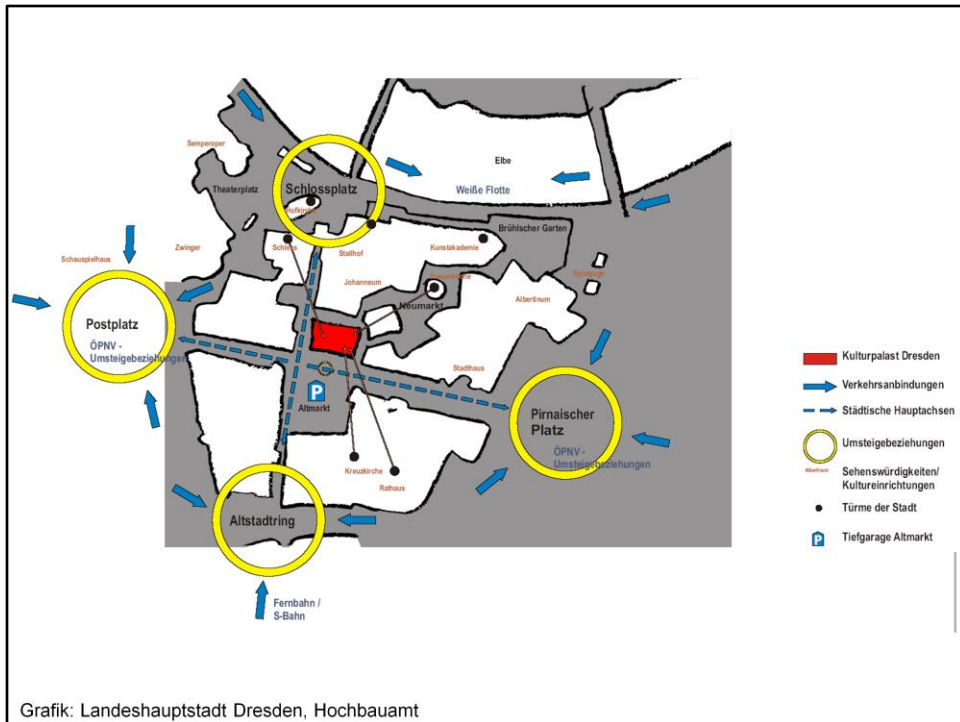 Semperoper
Elbe
Theaterplatz
Schlossplatz
Weiße Flotte
Hofkirche
Brühlscher Garten
Zwinger
Schloss
Stallhof
Kunstakademie
Schauspielhaus
Johanneum
Frauenkirche
Synagoge
Neumarkt
Albertinum
Postplatz
ÖPNV -
Umsteigebeziehungen
Stadthaus
P
Altmarkt
Pirnaischer
Platz
ÖPNV -
Umsteigebeziehungen
Kreuzkirche
Rathaus
Altstadtring
Fernbahn /
S-Bahn
Kulturpalast Dresden
Verkehrsanbindungen
Städtische Hauptachsen
Umsteigebeziehungen
Albertinum
Sehenswürdigkeiten/
Kultureinrichtungen
Türme der Stadt
P
Tiefgarage Altmarkt
Grafik: Landeshauptstadt Dresden, Hochbauamt